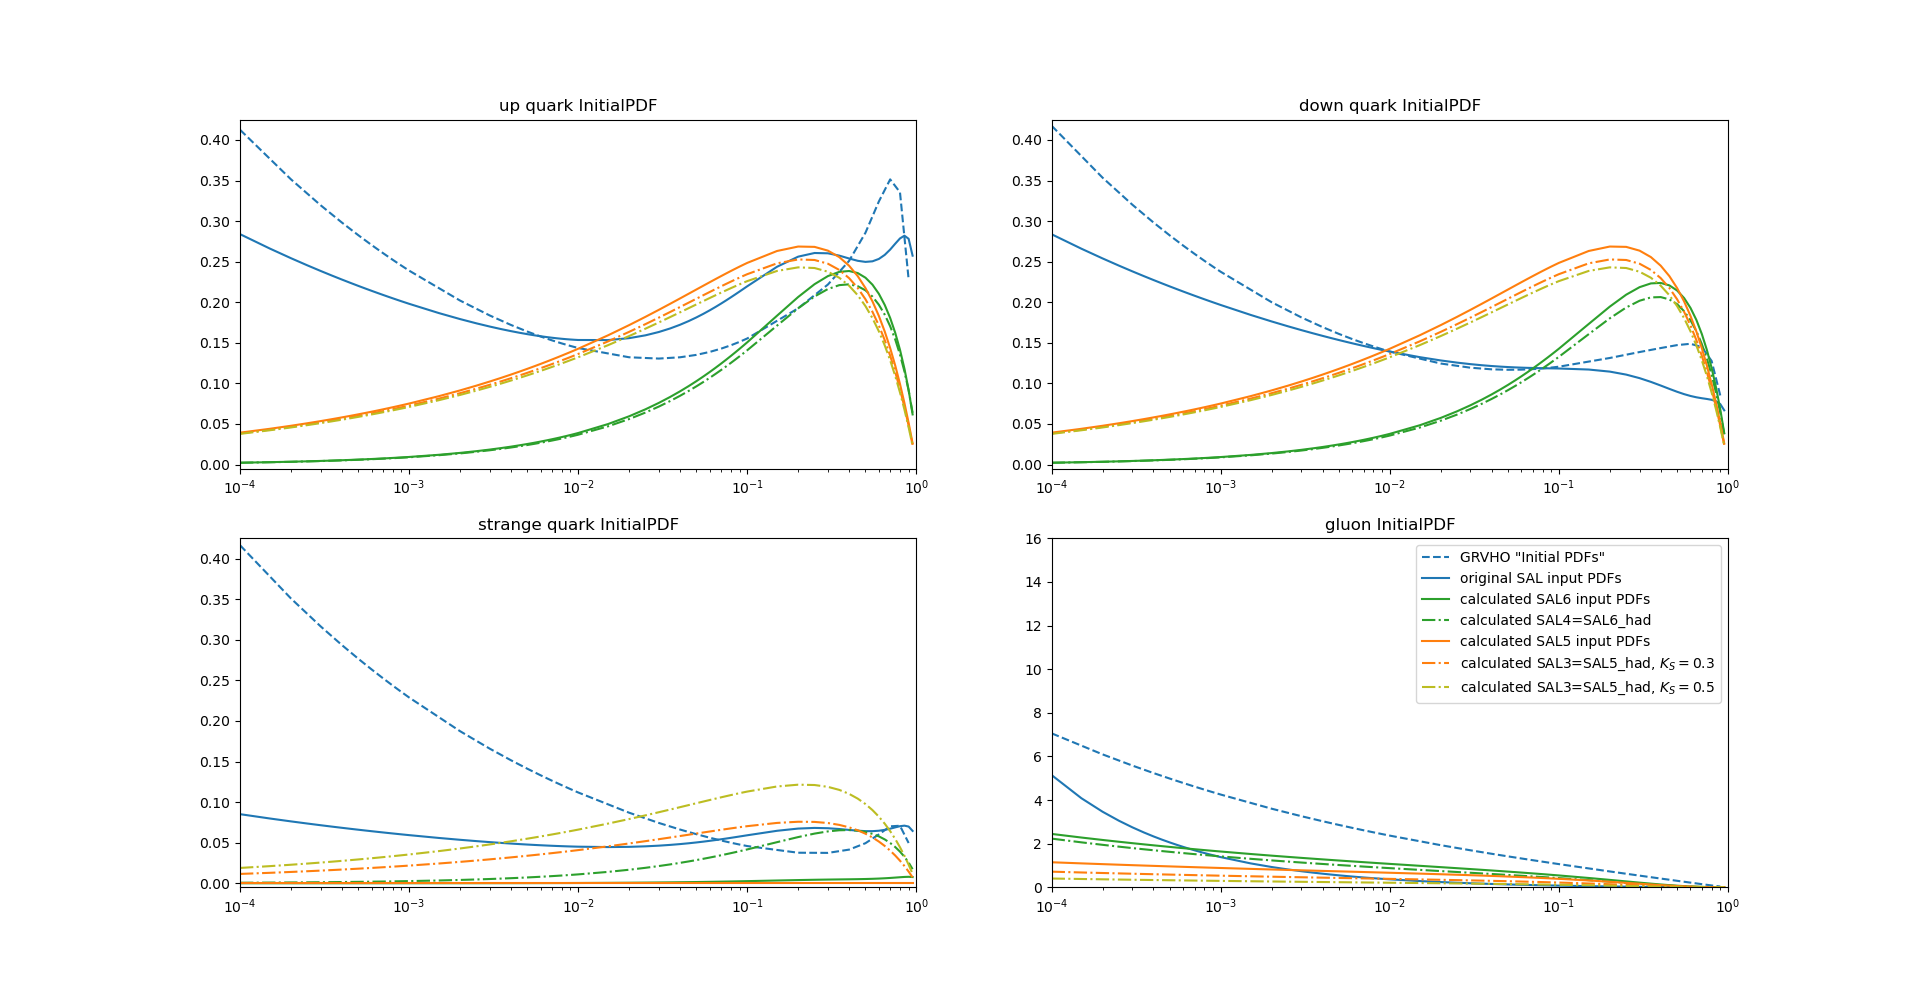 up quark InitialPDF
0.40
0.35
0.30
0.25
0.20
0.15
0.10
0.05
0.00
10⁻⁴ 10⁻³ 10⁻² 10⁻¹ 10⁰
down quark InitialPDF
0.40
0.35
0.30
0.25
0.20
0.15
0.10
0.05
0.00
10⁻⁴ 10⁻³ 10⁻² 10⁻¹ 10⁰
strange quark InitialPDF
0.40
0.35
0.30
0.25
0.20
0.15
0.10
0.05
0.00
10⁻⁴ 10⁻³ 10⁻² 10⁻¹ 10⁰
gluon InitialPDF
16
14
12
10
8
6
4
2
0
10⁻⁴ 10⁻³ 10⁻² 10⁻¹ 10⁰
GRVHO "Initial PDFs"
original SAL input PDFs
calculated SAL6 input PDFs
calculated SAL4=SAL6_had
calculated SAL5 input PDFs
calculated SAL3=SAL5_had, K_S = 0.3
calculated SAL3=SAL5_had, K_S = 0.5